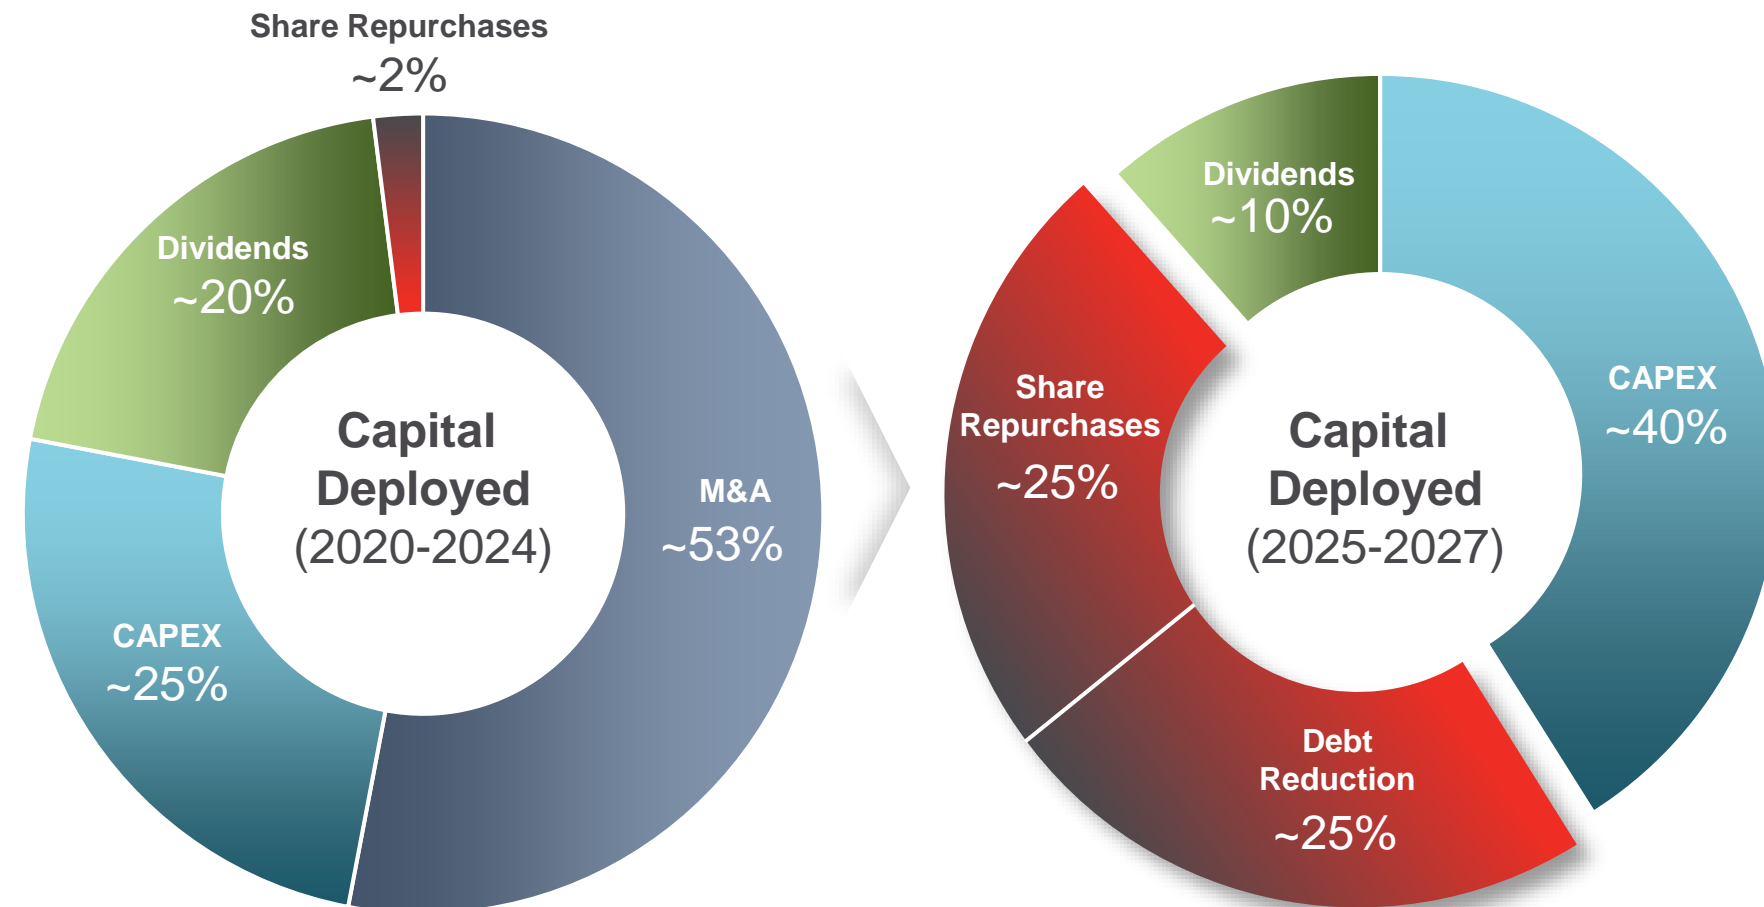 Share Repurchases
~2%
Dividends
~20%
Capital
Deployed
(2020-2024)
M&A
~53%
CAPEX
~25%
Dividends
~10%
Share
Repurchases
~25%
Capital
Deployed
(2025-2027)
CAPEX
~40%
Debt
Reduction
~25%